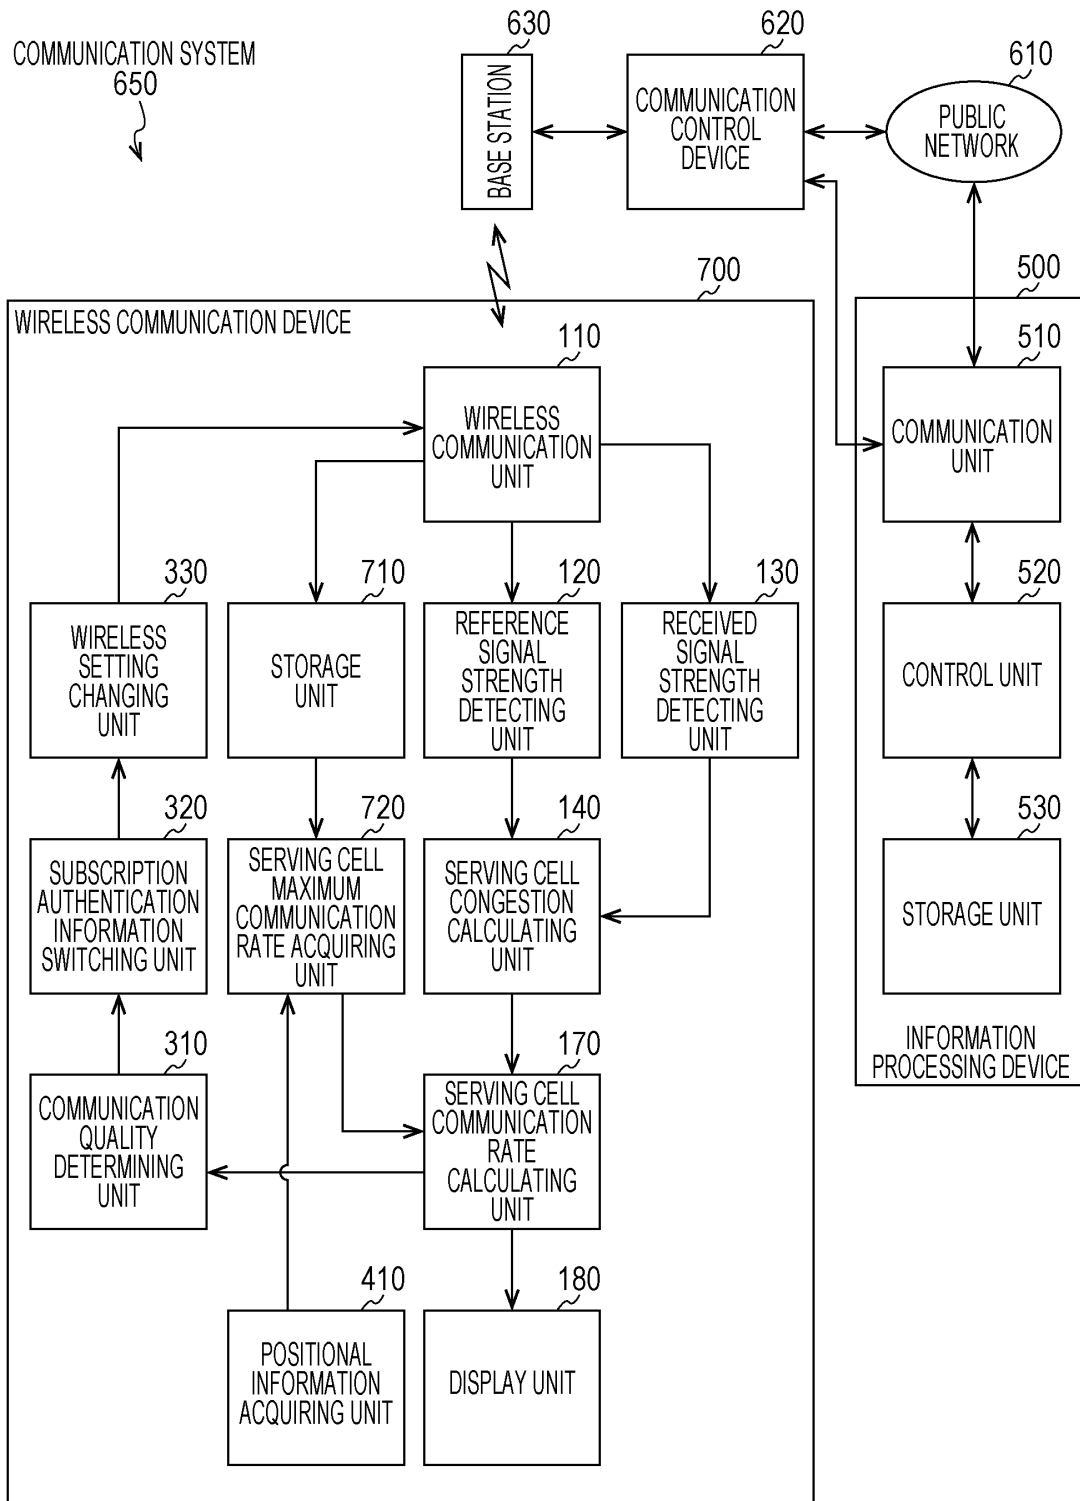 COMMUNICATION SYSTEM
650
630
BASE STATION
620
COMMUNICATION
CONTROL
DEVICE
610
PUBLIC
NETWORK
700
WIRELESS COMMUNICATION DEVICE
500
110
WIRELESS
COMMUNICATION
UNIT
510
COMMUNICATION
UNIT
330
WIRELESS
SETTING
CHANGING
UNIT
710
STORAGE
UNIT
120
REFERENCE
SIGNAL
STRENGTH
DETECTING
UNIT
130
RECEIVED
SIGNAL
STRENGTH
DETECTING
UNIT
520
CONTROL UNIT
320
SUBSCRIPTION
AUTHENTICATION
INFORMATION
SWITCHING UNIT
720
SERVING CELL
MAXIMUM
COMMUNICATION
RATE ACQUIRING
UNIT
140
SERVING CELL
CONGESTION
CALCULATING
UNIT
530
STORAGE UNIT
INFORMATION
PROCESSING DEVICE
310
COMMUNICATION
QUALITY
DETERMINING
UNIT
170
SERVING CELL
COMMUNICATION
RATE
CALCULATING
UNIT
410
POSITIONAL
INFORMATION
ACQUIRING UNIT
180
DISPLAY UNIT